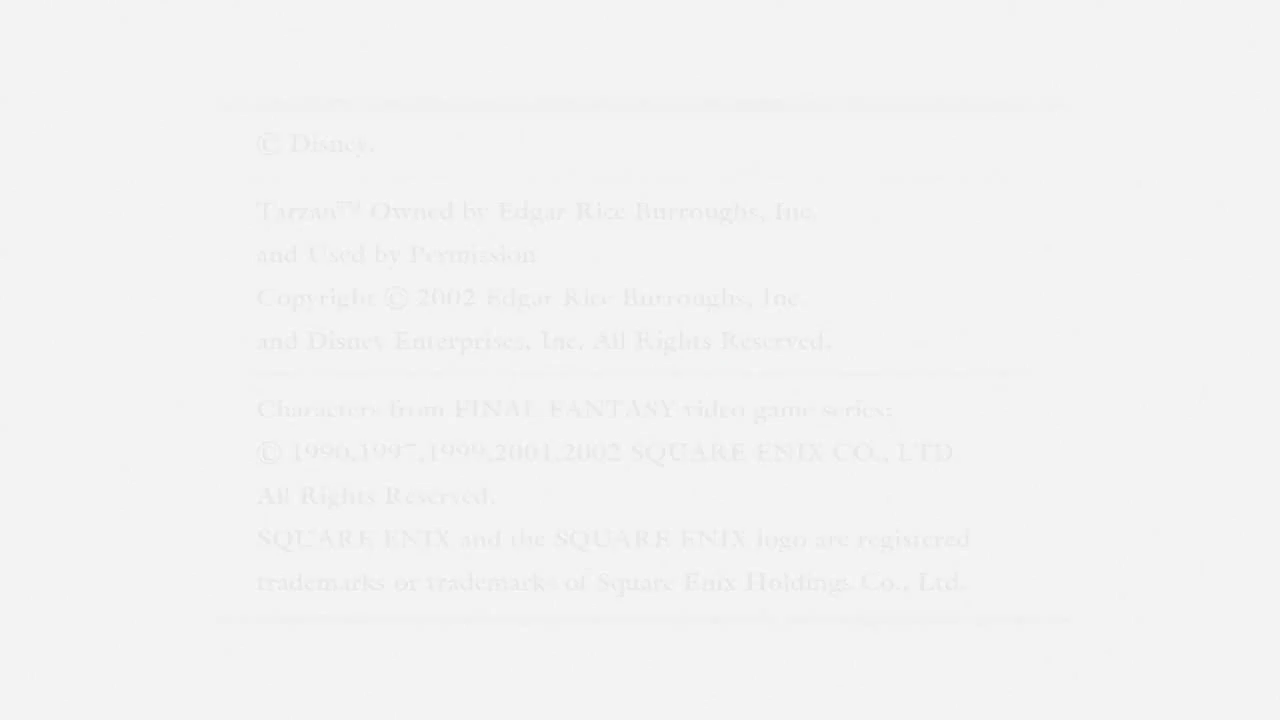 © Disney.
Tarzan™ Owned by Edgar Rice Burroughs, Inc.
and Used by Permission
Copyright © 2002 Edgar Rice Burroughs, Inc.
and Disney Enterprises, Inc. All Rights Reserved.
Characters from FINAL FANTASY video game series:
© 1990,1997,1999,2001,2002 SQUARE ENIX CO., LTD.
All Rights Reserved.
SQUARE ENIX and the SQUARE ENIX logo are registered
trademarks or trademarks of Square Enix Holdings Co., Ltd.